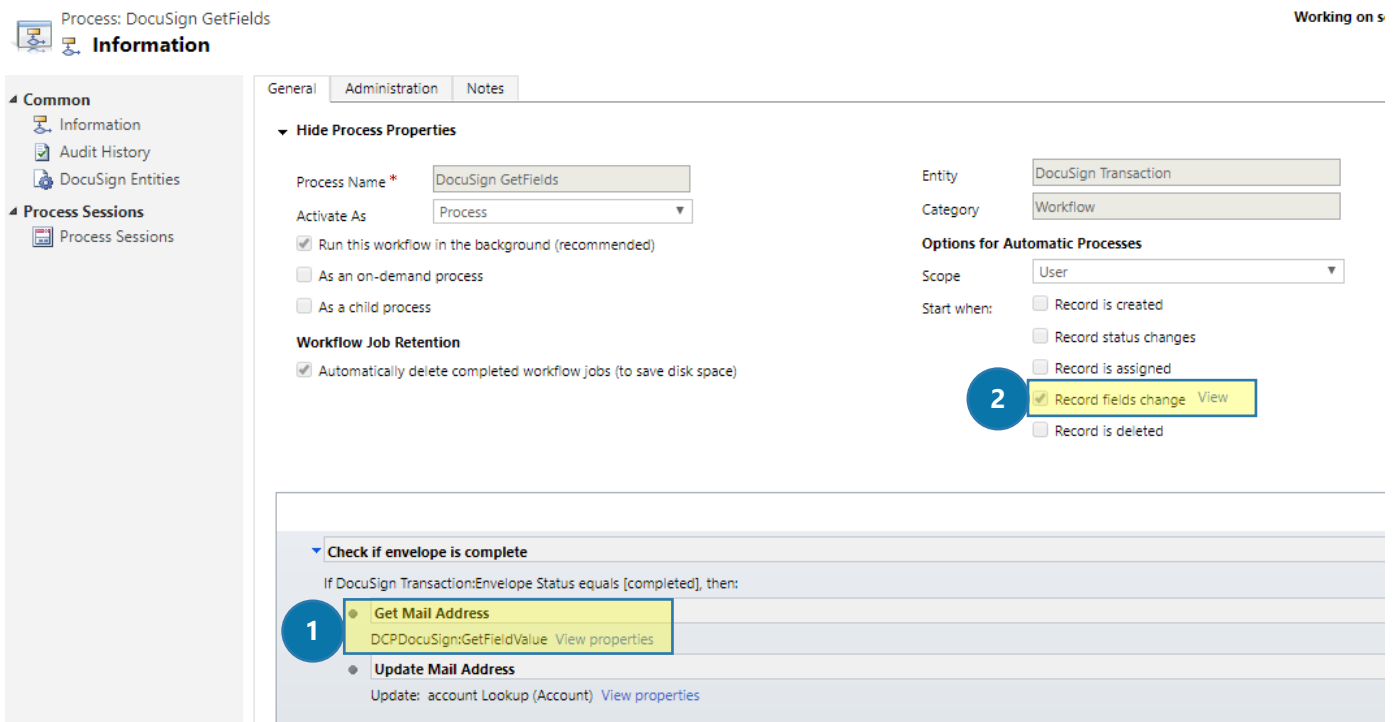 Process: DocuSign GetFields
Information
Working on s
Common
Information
Audit History
DocuSign Entities
Process Sessions
Process Sessions
General Administration Notes
Hide Process Properties
Process Name * DocuSign GetFields
Activate As Process
Run this workflow in the background (recommended)
As an on-demand process
As a child process
Workflow Job Retention
Automatically delete completed workflow jobs (to save disk space)
Entity DocuSign Transaction
Category Workflow
Options for Automatic Processes
Scope User
Start when: Record is created
Record status changes
Record is assigned
2 Record fields change View
Record is deleted
Check if envelope is complete
If DocuSign Transaction:Envelope Status equals [completed], then:
1 Get Mail Address
DCPDocuSign:GetFieldValue View properties
Update Mail Address
Update: account Lookup (Account) View properties